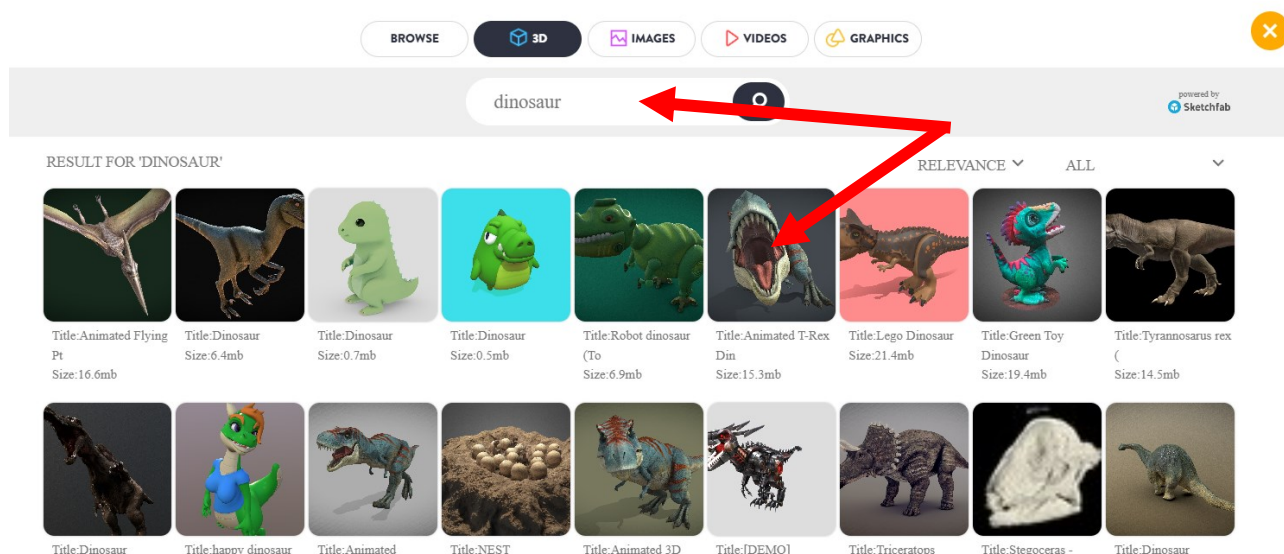 BROWSE 3D IMAGES VIDEOS GRAPHICS
dinosaur
powered by
Sketchfab
RESULT FOR 'DINOSAUR'
RELEVANCE ALL
Title:Animated Flying Pt Size:16.6mb
Title:Dinosaur Size:6.4mb
Title:Dinosaur Size:0.7mb
Title:Dinosaur Size:0.5mb
Title:Robot dinosaur (To Size:6.9mb
Title:Animated T-Rex Din Size:15.3mb
Title:Lego Dinosaur Size:21.4mb
Title:Green Toy Dinosaur Size:19.4mb
Title:Tyrannosarus rex ( Size:14.5mb
Title:Dinosaur
Title:happy dinosaur
Title:Animated
Title:NEST
Title:Animated 3D
Title:[DEMO]
Title:Triceratops
Title:Stegoceras -
Title:Dinosaur